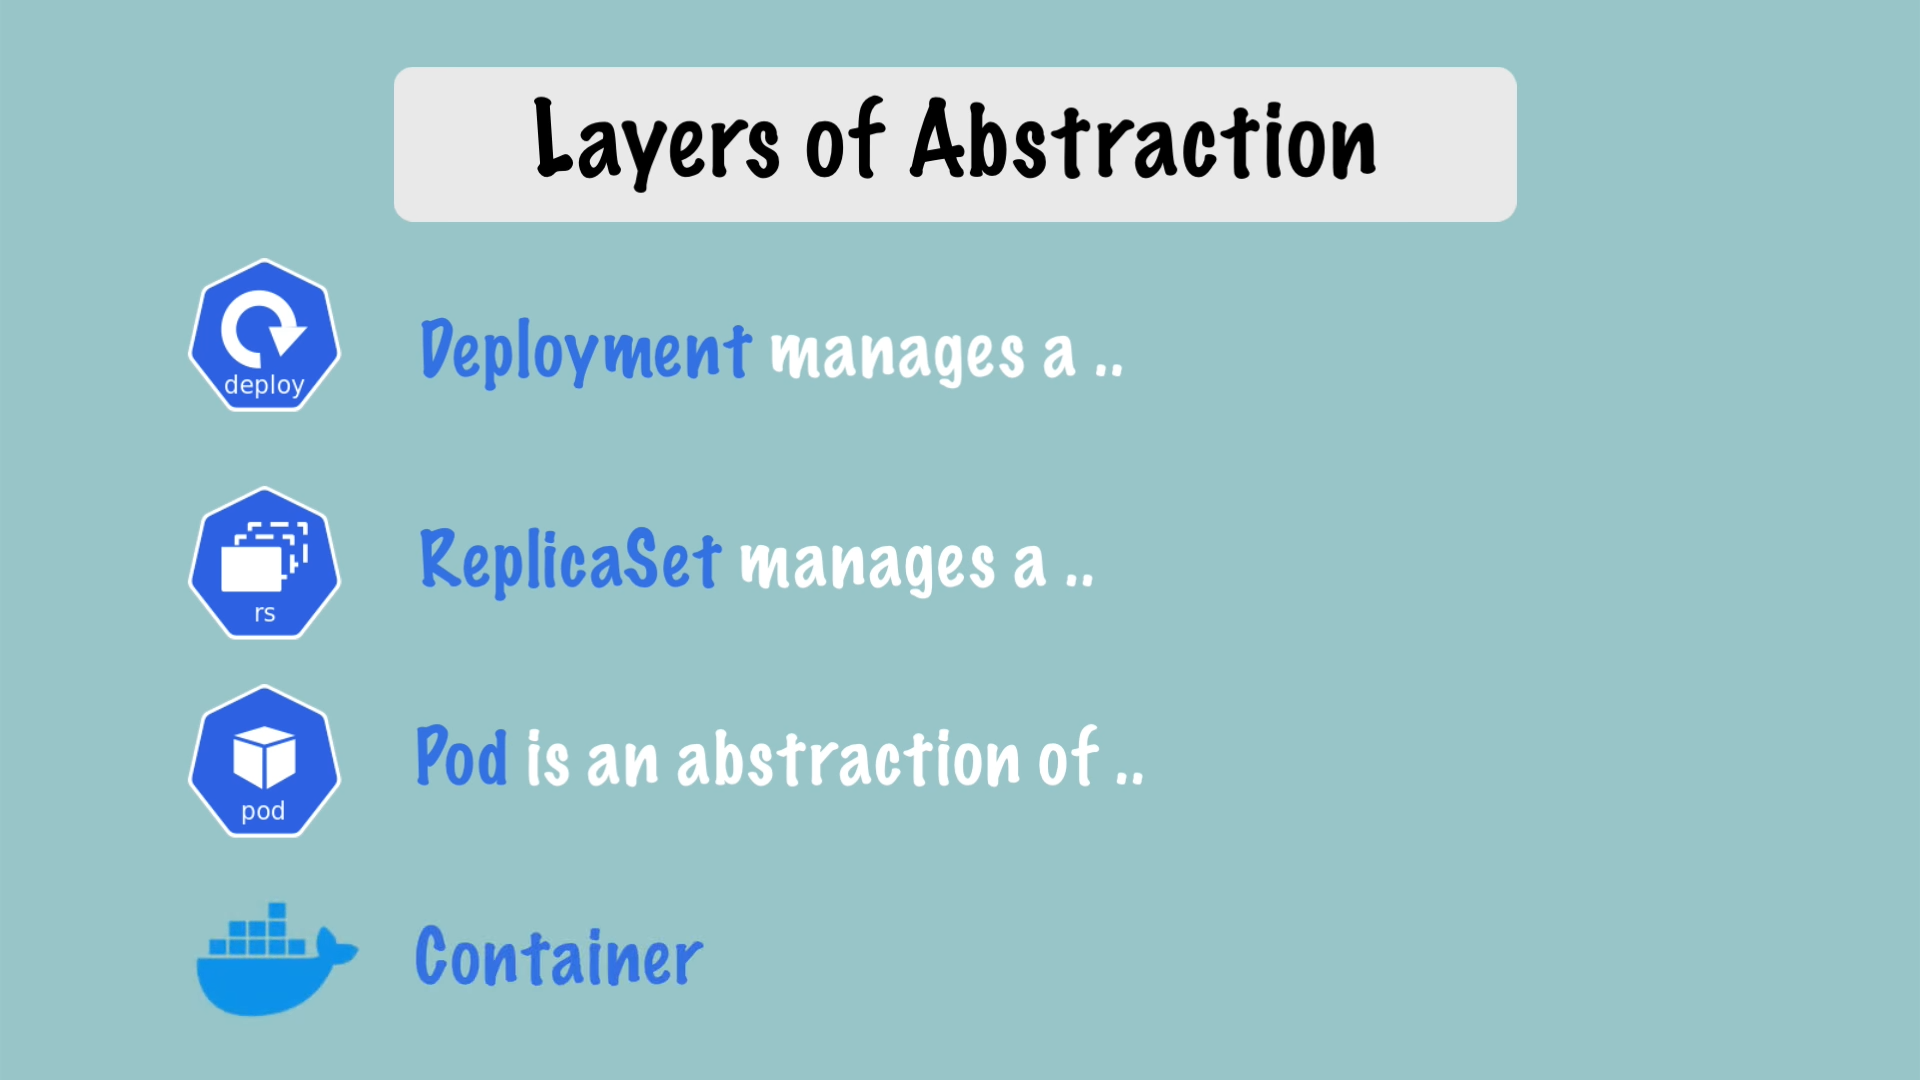 Layers of Abstraction
deploy
Deployment manages a ..
rs
ReplicaSet manages a ..
pod
Pod is an abstraction of ..
Container